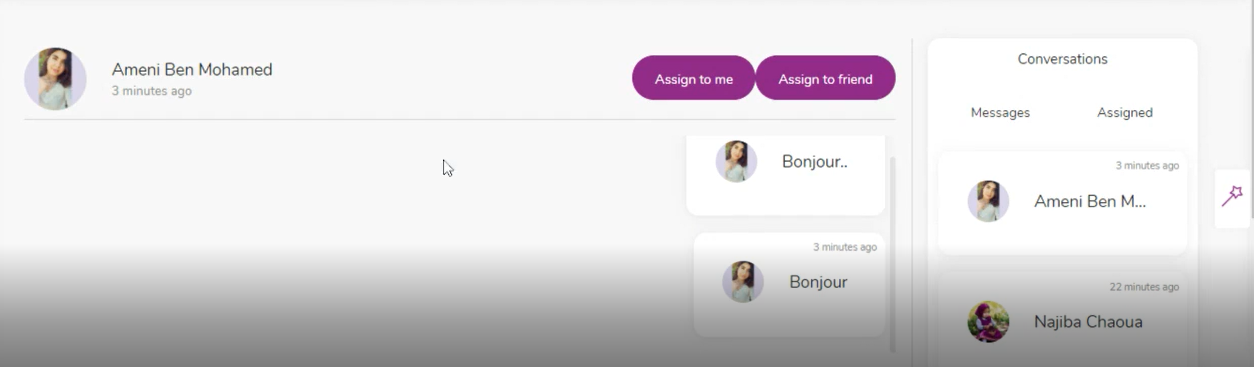 Ameni Ben Mohamed
3 minutes ago
Assign to me
Assign to friend
Bonjour..
3 minutes ago
Bonjour
Conversations
Messages
Assigned
3 minutes ago
Ameni Ben M...
22 minutes ago
Najiba Chaoua